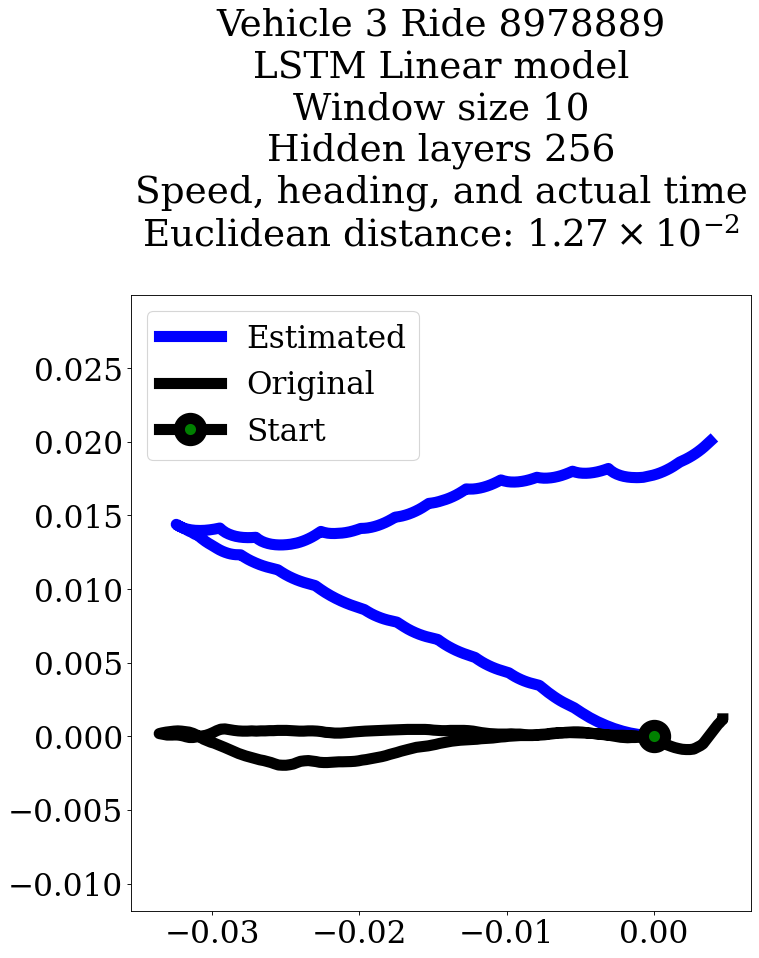 Vehicle 3 Ride 8978889
LSTM Linear model
Window size 10
Hidden layers 256
Speed, heading, and actual time
Euclidean distance: 1.27 × 10⁻²
Estimated
Original
Start
0.025
0.020
0.015
0.010
0.005
0.000
−0.005
−0.010
−0.03 −0.02 −0.01 0.00